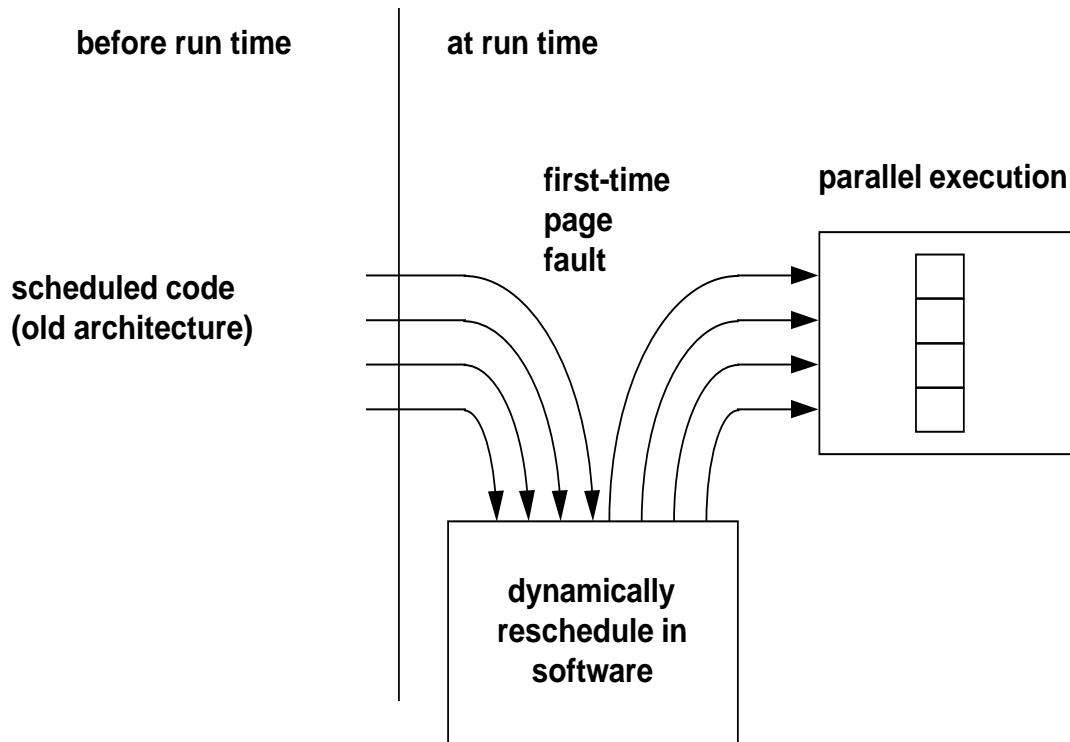 before run time
at run time
first-time
page
fault
parallel execution
scheduled code
(old architecture)
dynamically
reschedule in
software